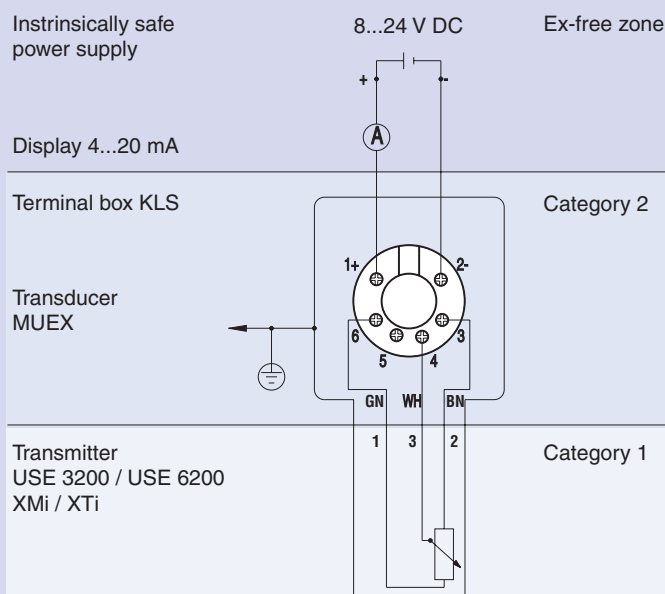 Instrinsically safe
power supply
8...24 V DC
Ex-free zone
+ -
A
Display 4...20 mA
Terminal box KLS
Category 2
1+ 2-
Transducer
MUEX
6 3
5 4
GN WH BN
1 3 2
Transmitter
USE 3200 / USE 6200
XMi / XTi
Category 1